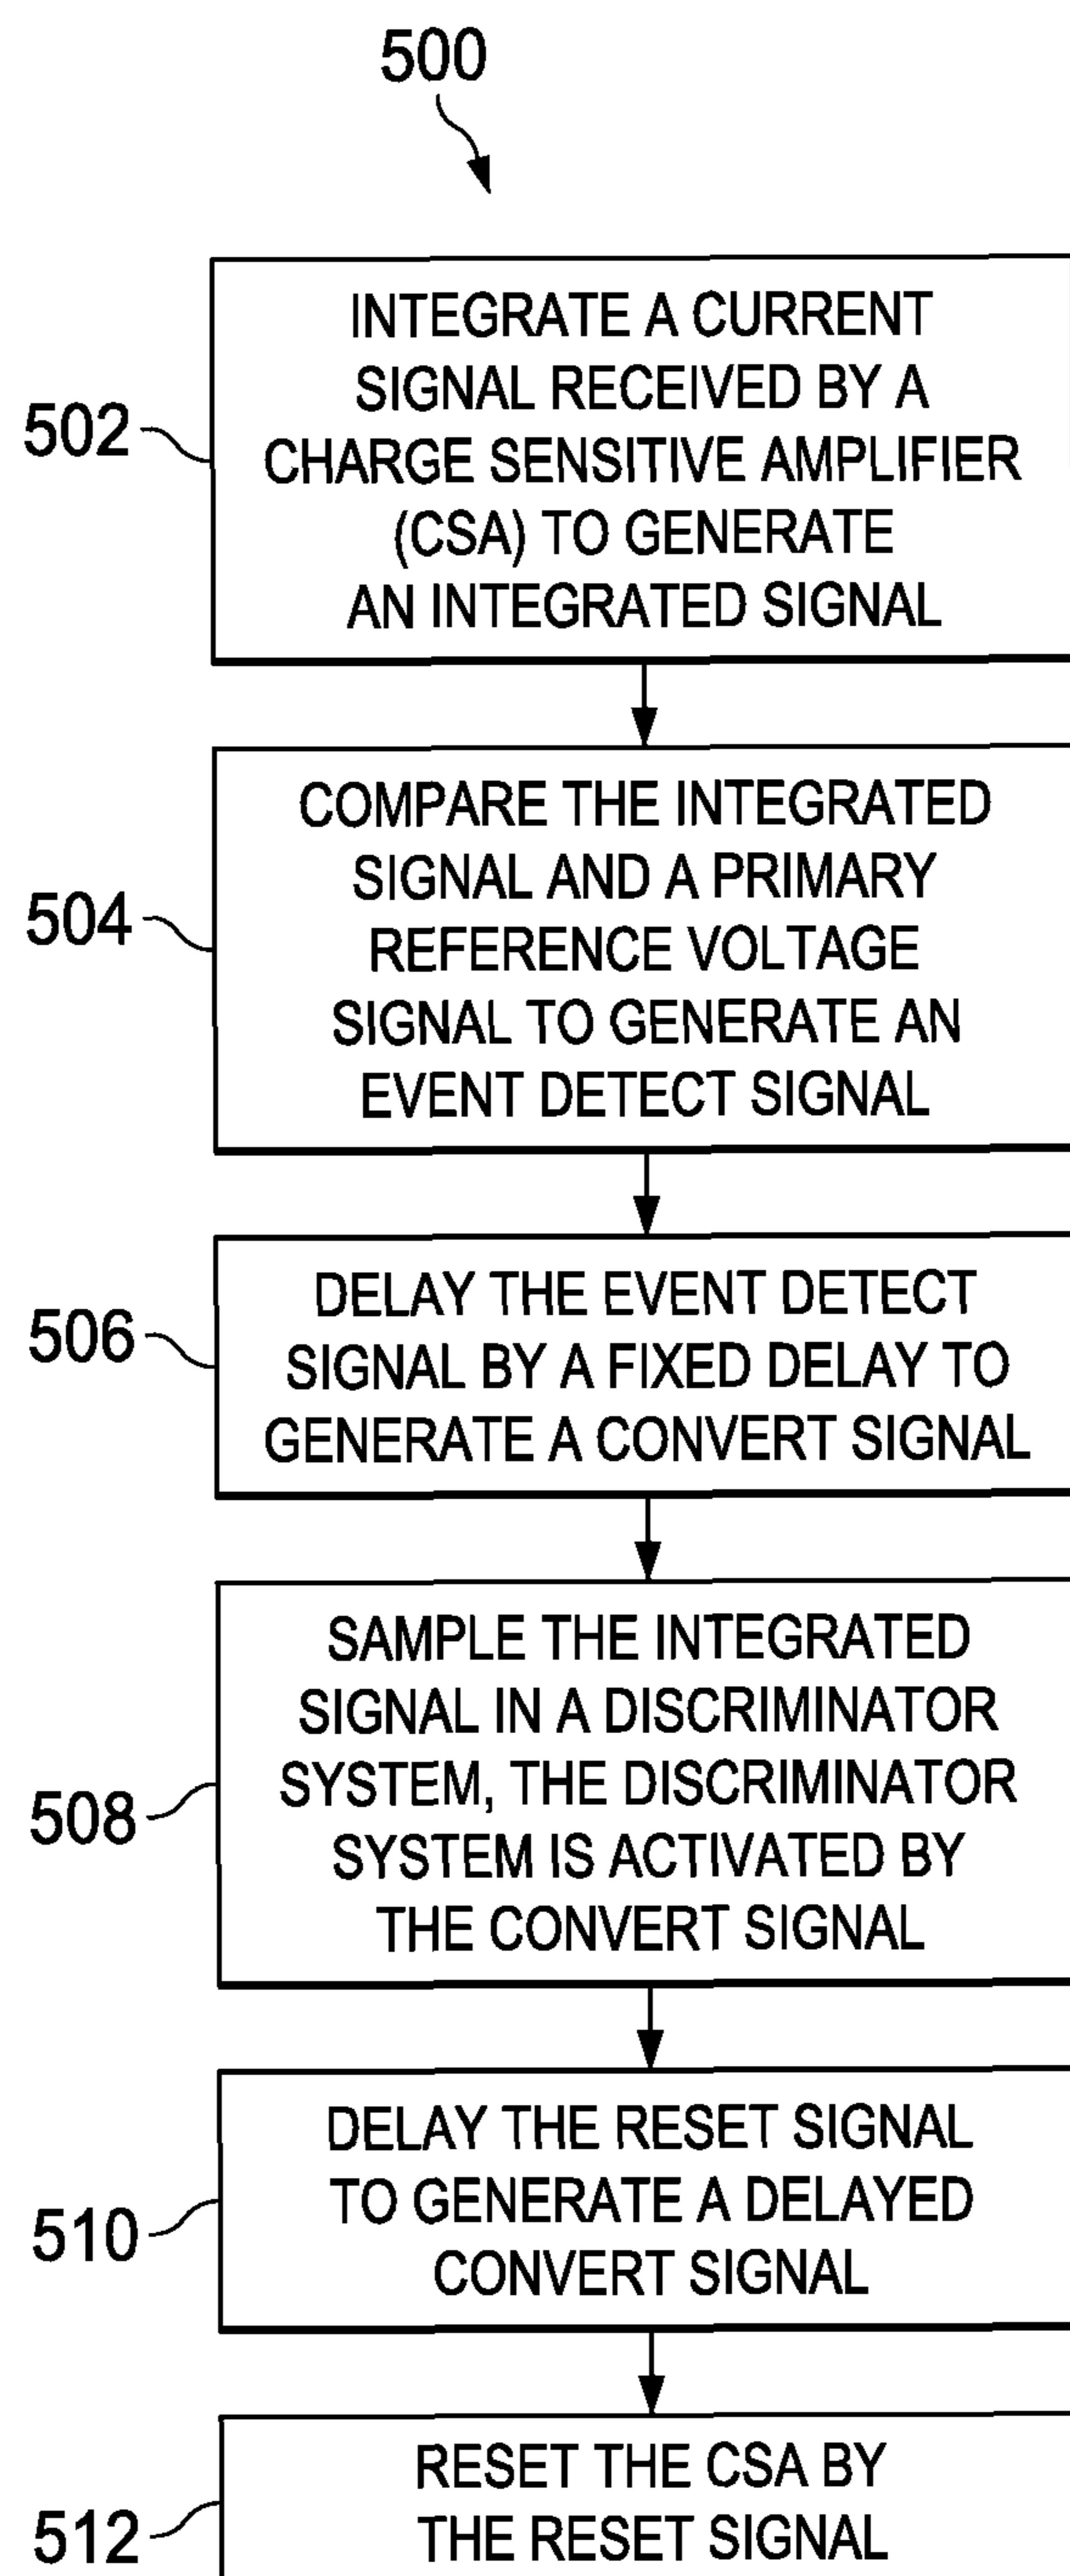 500
502
INTEGRATE A CURRENT
SIGNAL RECEIVED BY A
CHARGE SENSITIVE AMPLIFIER
(CSA) TO GENERATE
AN INTEGRATED SIGNAL
504
COMPARE THE INTEGRATED
SIGNAL AND A PRIMARY
REFERENCE VOLTAGE
SIGNAL TO GENERATE AN
EVENT DETECT SIGNAL
506
DELAY THE EVENT DETECT
SIGNAL BY A FIXED DELAY TO
GENERATE A CONVERT SIGNAL
508
SAMPLE THE INTEGRATED
SIGNAL IN A DISCRIMINATOR
SYSTEM, THE DISCRIMINATOR
SYSTEM IS ACTIVATED BY
THE CONVERT SIGNAL
510
DELAY THE RESET SIGNAL
TO GENERATE A DELAYED
CONVERT SIGNAL
512
RESET THE CSA BY
THE RESET SIGNAL